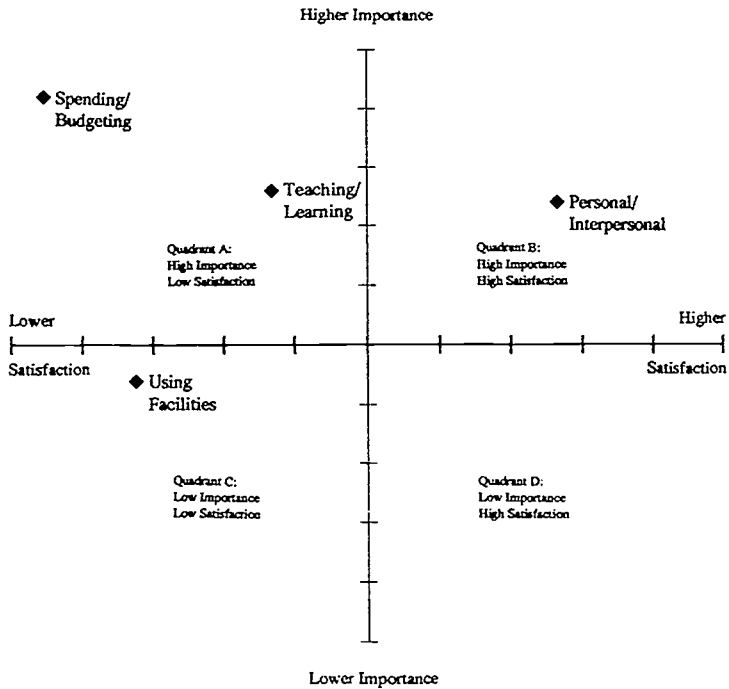 Higher Importance
Spending/
Budgeting
Teaching/
Learning
Personal/
Interpersonal
Quadrant A:
High Importance
Low Satisfaction
Quadrant B:
High Importance
High Satisfaction
Lower
Higher
Satisfaction
Satisfaction
Using
Facilities
Quadrant C:
Low Importance
Low Satisfaction
Quadrant D:
Low Importance
High Satisfaction
Lower Importance